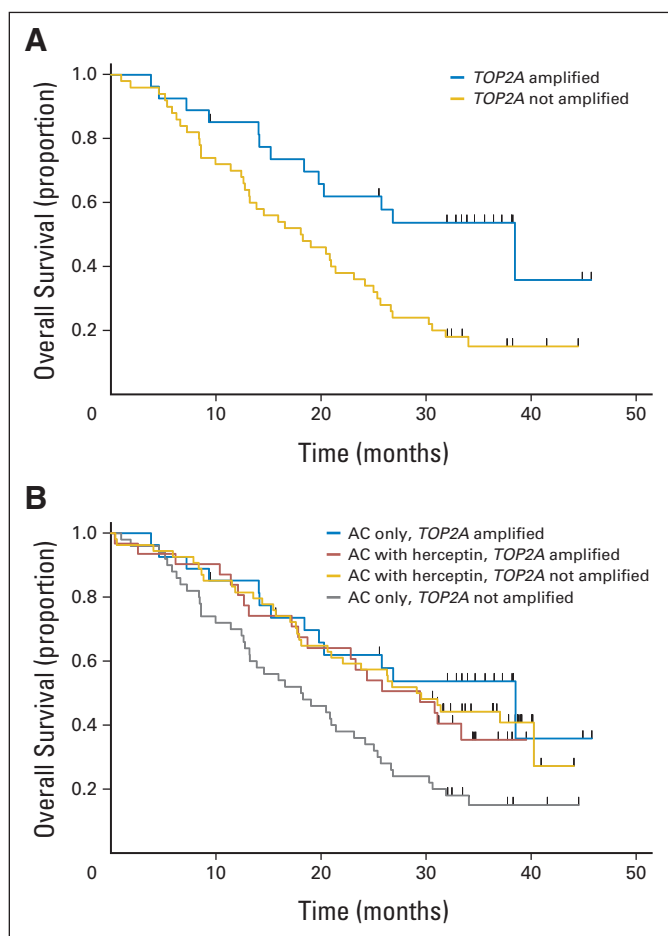 A
TOP2A amplified
TOP2A not amplified
Overall Survival (proportion)
1.0
0.8
0.6
0.4
0.2
0
10
20
30
40
50
Time (months)
B
AC only, TOP2A amplified
AC with herceptin, TOP2A amplified
AC with herceptin, TOP2A not amplified
AC only, TOP2A not amplified
Overall Survival (proportion)
1.0
0.8
0.6
0.4
0.2
0
10
20
30
40
50
Time (months)